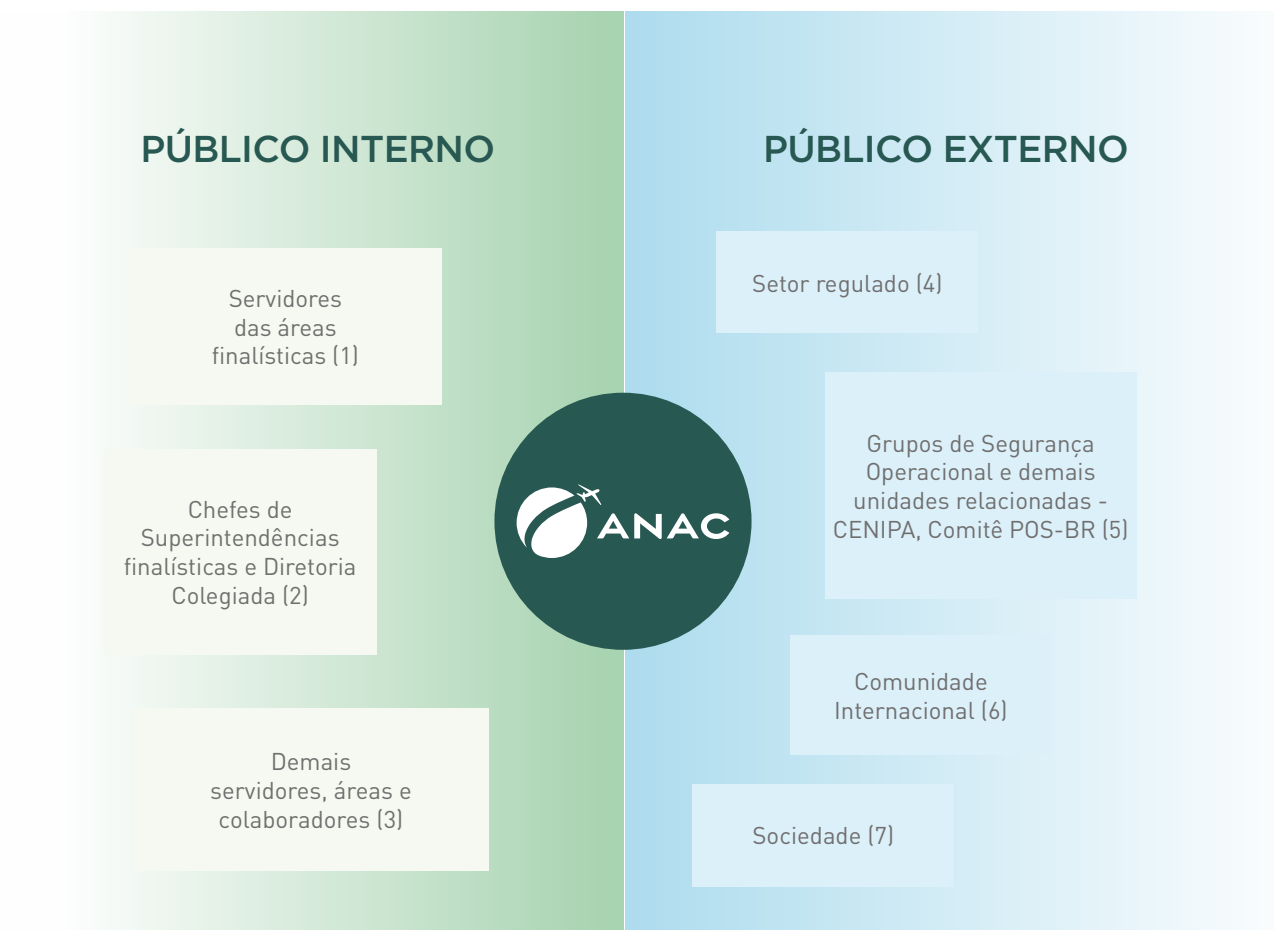 PÚBLICO INTERNO
Servidores
das áreas
finalísticas (1)
Chefes de
Superintendências
finalísticas e Diretoria
Colegiada (2)
Demais
servidores, áreas e
colaboradores (3)
ANAC
PÚBLICO EXTERNO
Setor regulado (4)
Grupos de Segurança
Operacional e demais
unidades relacionadas -
CENIPA, Comitê POS-BR (5)
Comunidade
Internacional (6)
Sociedade (7)